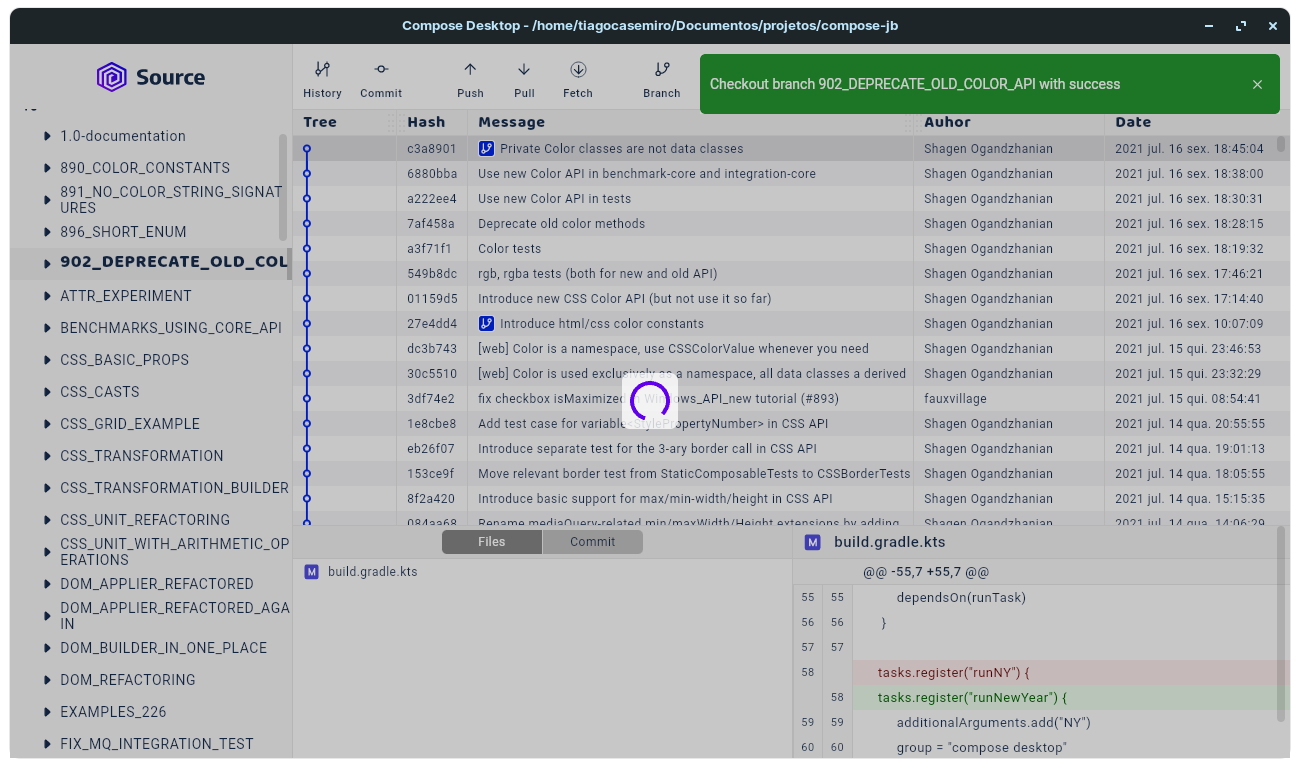 Compose Desktop - /home/tiagocasemiro/Documentos/projetos/compose-jb
Source
History
Commit
Push
Pull
Fetch
Branch
Checkout branch 902_DEPRECATE_OLD_COLOR_API with success
1.0-documentation
890_COLOR_CONSTANTS
891_NO_COLOR_STRING_SIGNAT
URES
896_SHORT_ENUM
902_DEPRECATE_OLD_COL
ATTR_EXPERIMENT
BENCHMARKS_USING_CORE_API
CSS_BASIC_PROPS
CSS_CASTS
CSS_GRID_EXAMPLE
CSS_TRANSFORMATION
CSS_TRANSFORMATION_BUILDER
CSS_UNIT_REFACTORING
CSS_UNIT_WITH_ARITHMETIC_OP
ERATIONS
DOM_APPLIER_REFACTORED
DOM_APPLIER_REFACTORED_AGA
IN
DOM_BUILDER_IN_ONE_PLACE
DOM_REFACTORING
EXAMPLES_226
FIX_MQ_INTEGRATION_TEST
Tree Hash Message Auhor Date
c3a8901 Private Color classes are not data classes Shagen Ogandzhanian 2021 jul. 16 sex. 18:45:04
6880bba Use new Color API in benchmark-core and integration-core Shagen Ogandzhanian 2021 jul. 16 sex. 18:38:00
a222ee4 Use new Color API in tests Shagen Ogandzhanian 2021 jul. 16 sex. 18:30:31
7af458a Deprecate old color methods Shagen Ogandzhanian 2021 jul. 16 sex. 18:28:15
a3f71f1 Color tests Shagen Ogandzhanian 2021 jul. 16 sex. 18:19:32
549b8dc rgb, rgba tests (both for new and old API) Shagen Ogandzhanian 2021 jul. 16 sex. 17:46:21
01159d5 Introduce new CSS Color API (but not use it so far) Shagen Ogandzhanian 2021 jul. 16 sex. 17:14:40
27e4dd4 Introduce html/css color constants Shagen Ogandzhanian 2021 jul. 16 sex. 10:07:09
dc3b743 [web] Color is a namespace, use CSSColorValue whenever you need Shagen Ogandzhanian 2021 jul. 15 qui. 23:46:53
30c5510 [web] Color is used exclusively as a namespace, all data classes a derived Shagen Ogandzhanian 2021 jul. 15 qui. 23:32:29
3df74e2 fix checkbox isMaximized in Windows_API_new tutorial (#893) fauxvillage 2021 jul. 15 qui. 08:54:41
1e8cbe8 Add test case for variable<StylePropertyNumber> in CSS API Shagen Ogandzhanian 2021 jul. 14 qua. 20:55:55
eb26f07 Introduce separate test for the 3-ary border call in CSS API Shagen Ogandzhanian 2021 jul. 14 qua. 19:01:13
153ce9f Move relevant border test from StaticComposableTests to CSSBorderTests Shagen Ogandzhanian 2021 jul. 14 qua. 18:05:55
8f2a420 Introduce basic support for max/min-width/height in CSS API Shagen Ogandzhanian 2021 jul. 14 qua. 15:15:35
084aa68 Rename mediaQuery-related min/maxWidth/Height extensions by adding Shagen Ogandzhanian 2021 jul. 14 qua. 14:06:29
Files Commit
M build.gradle.kts
M build.gradle.kts
@@ -55,7 +55,7 @@
55 55 dependsOn(runTask)
56 56 }
57 57
58 tasks.register("runNY") {
58 tasks.register("runNewYear") {
59 59 additionalArguments.add("NY")
60 60 group = "compose desktop"